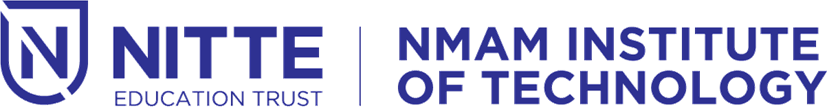 N
NITTE
EDUCATION TRUST
NMAM INSTITUTE
OF TECHNOLOGY